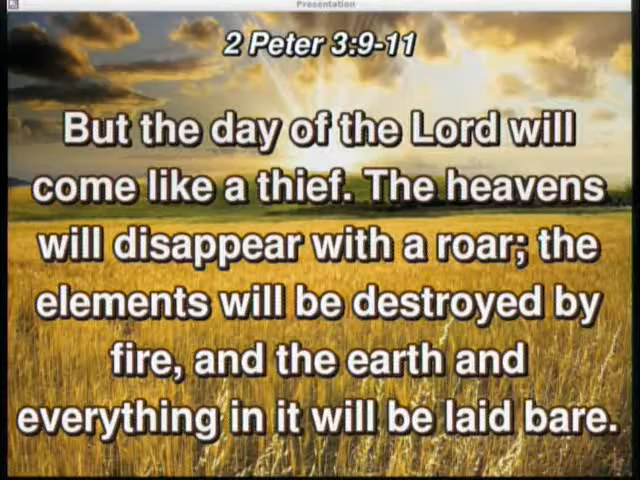 Presentation
2 Peter 3:9-11
But the day of the Lord will
come like a thief. The heavens
will disappear with a roar; the
elements will be destroyed by
fire, and the earth and
everything in it will be laid bare.